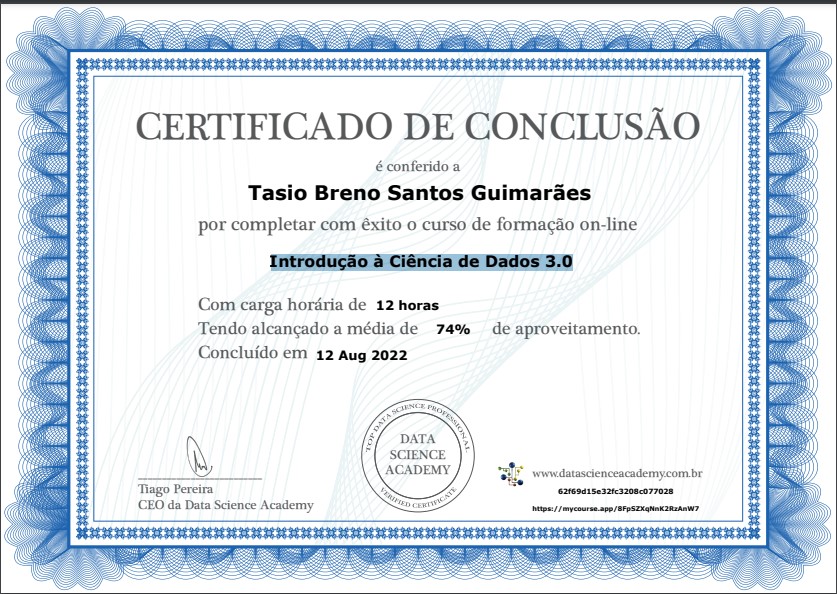 CERTIFICADO DE CONCLUSÃO
é conferido a
Tasio Breno Santos Guimarães
por completar com êxito o curso de formação on-line
Introdução à Ciência de Dados 3.0
Com carga horária de 12 horas
Tendo alcançado a média de 74% de aproveitamento.
Concluído em 12 Aug 2022
TOP DATA SCIENCE PROFESSIONAL
DATA
SCIENCE
ACADEMY
VERIFIED CERTIFICATE
Tiago Pereira
CEO da Data Science Academy
www.datascienceacademy.com.br
62f69d15e32fc3208c077028
https://mycourse.app/8FpSZXqNnK2RzAnW7